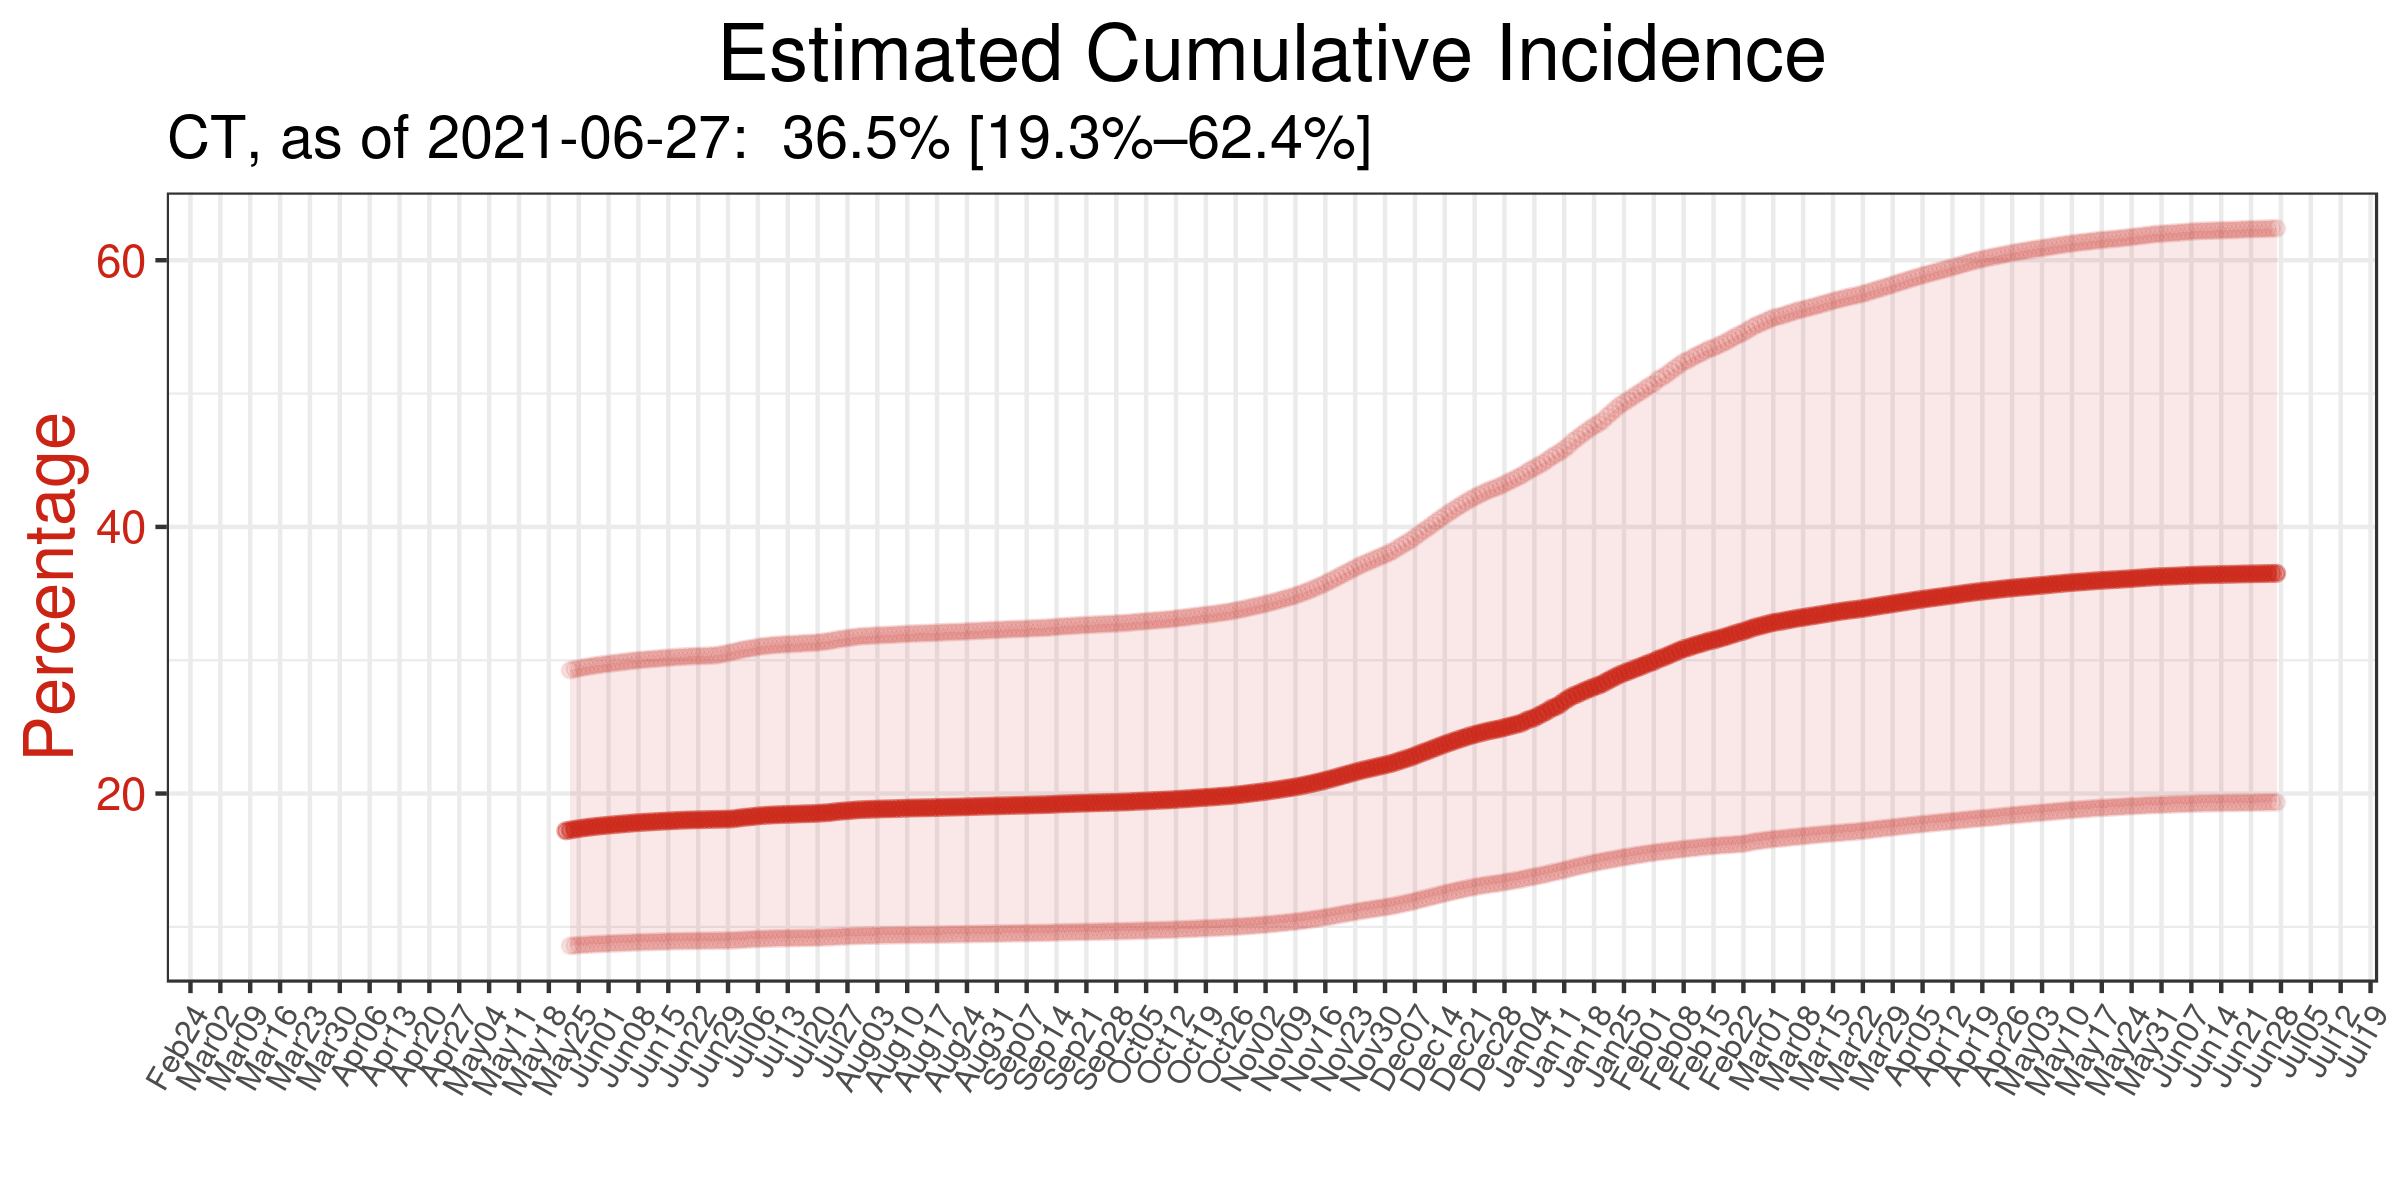 Estimated Cumulative Incidence
CT, as of 2021-06-27:  36.5% [19.3%–62.4%]
Percentage
60
40
20
Feb24
Mar02
Mar09
Mar16
Mar23
Mar30
Apr06
Apr13
Apr20
Apr27
May04
May11
May18
May25
Jun01
Jun08
Jun15
Jun22
Jun29
Jul06
Jul13
Jul20
Jul27
Aug03
Aug10
Aug17
Aug24
Aug31
Sep07
Sep14
Sep21
Sep28
Oct05
Oct12
Oct19
Oct26
Nov02
Nov09
Nov16
Nov23
Nov30
Dec07
Dec14
Dec21
Dec28
Jan04
Jan11
Jan18
Jan25
Feb01
Feb08
Feb15
Feb22
Mar01
Mar08
Mar15
Mar22
Mar29
Apr05
Apr12
Apr19
Apr26
May03
May10
May17
May24
May31
Jun07
Jun14
Jun21
Jun28
Jul05
Jul12
Jul19